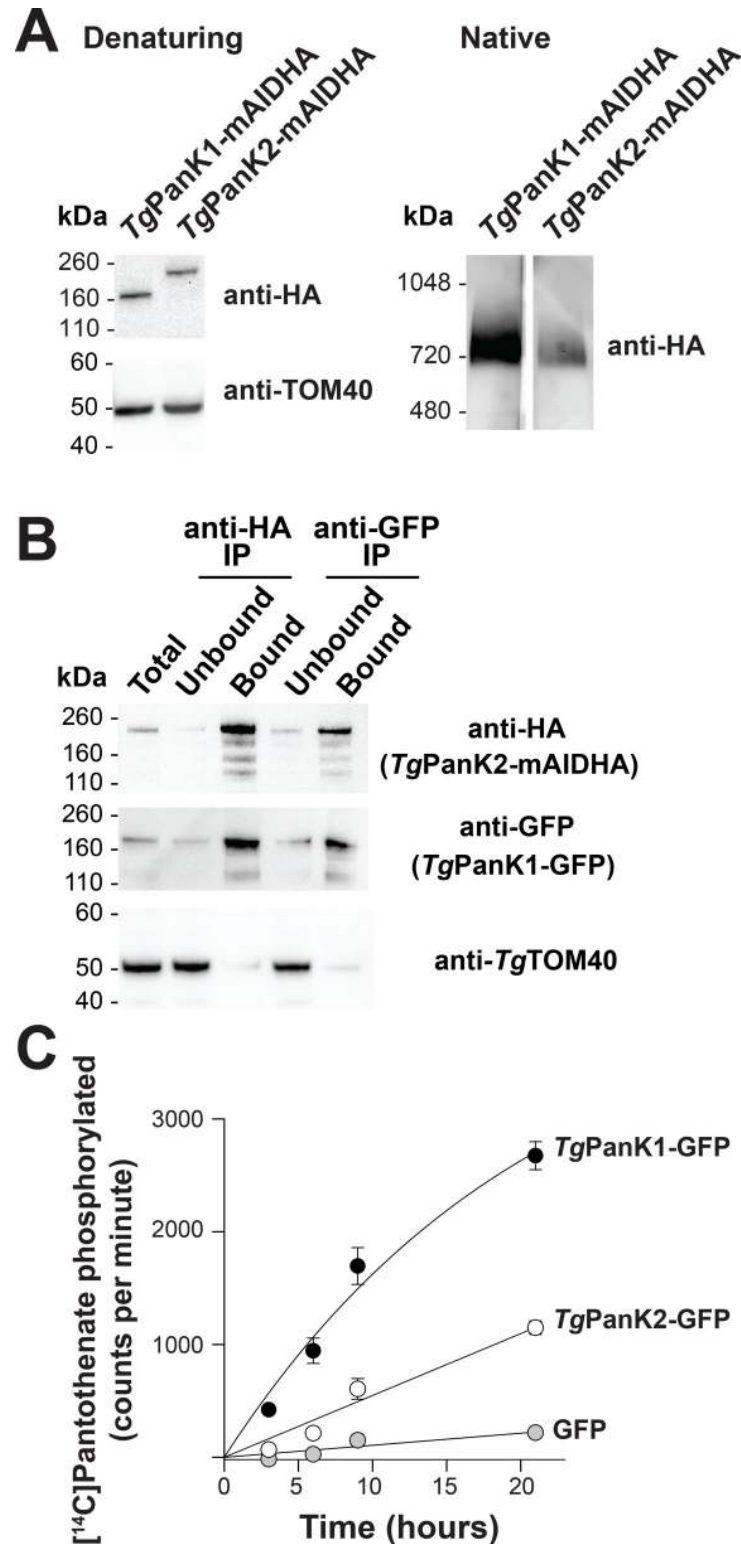 A
Denaturing
Native
TgPanK1-mAIDHA
TgPanK2-mAIDHA
TgPanK1-mAIDHA
TgPanK2-mAIDHA
kDa
260 -
160 -
110 -
anti-HA
60 -
50 -
40 -
anti-TOM40
kDa
1048 -
720 -
480 -
anti-HA
B
anti-HA
IP
anti-GFP
IP
Total
Unbound
Bound
Unbound
Bound
kDa
260 -
160 -
110 -
anti-HA
(TgPanK2-mAIDHA)
260 -
160 -
110 -
anti-GFP
(TgPanK1-GFP)
60 -
50 -
40 -
anti-TgTOM40
C
[¹⁴C]Pantothenate phosphorylated
(counts per minute)
3000
2000
1000
TgPanK1-GFP
TgPanK2-GFP
GFP
0 5 10 15 20
Time (hours)